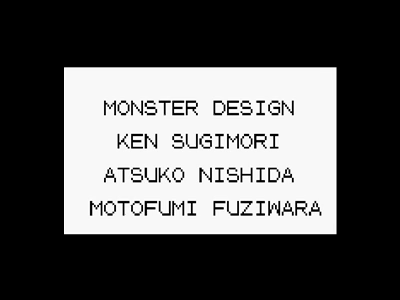 MONSTER DESIGN
KEN SUGIMORI
ATSUKO NISHIDA
MOTOFUMI FUZIWARA